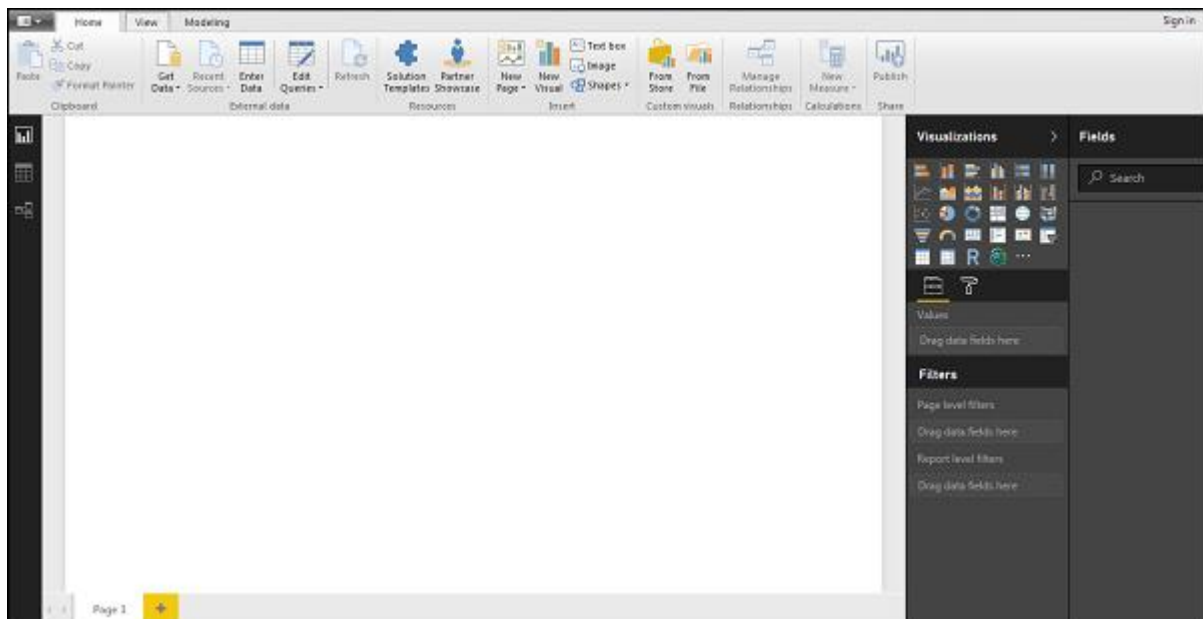 Home View Modeling Sign in
Paste
Cut
Copy
Format Painter
Clipboard
Get Data
Recent Sources
Enter Data
Edit Queries
Refresh
External data
Solution Templates
Partner Showcase
Resources
New Page
New Visual
Text box
Image
Shapes
Insert
From Store
From File
Custom visuals
Manage Relationships
Relationships
New Measure
Calculations
Publish
Share
Visualizations
Fields
Search
R
Values
Drag data fields here
Filters
Page level filters
Drag data fields here
Report level filters
Drag data fields here
Page 1